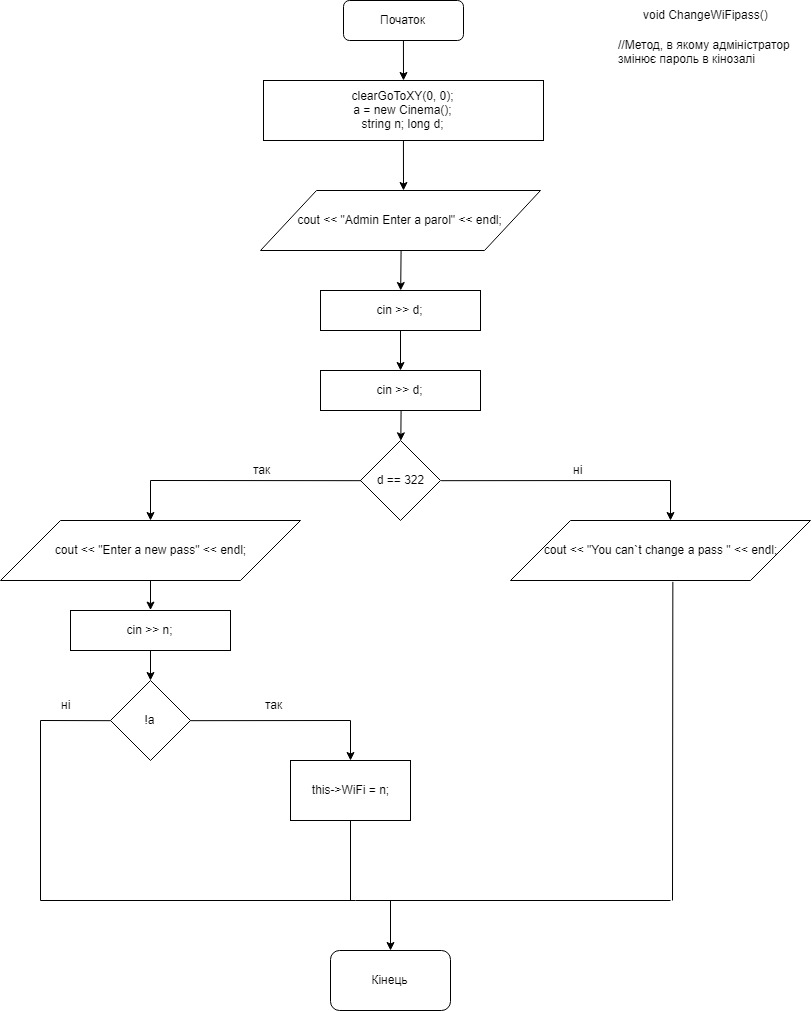 Початок
void ChangeWiFipass()
//Метод, в якому адміністратор
змінює пароль в кінозалі
clearGoToXY(0, 0);
a = new Cinema();
string n; long d;
cout << "Admin Enter a parol" << endl;
cin >> d;
cin >> d;
d == 322
так
ні
cout << "Enter a new pass" << endl;
cout << "You can`t change a pass " << endl;
cin >> n;
!a
ні
так
this->WiFi = n;
Кінець